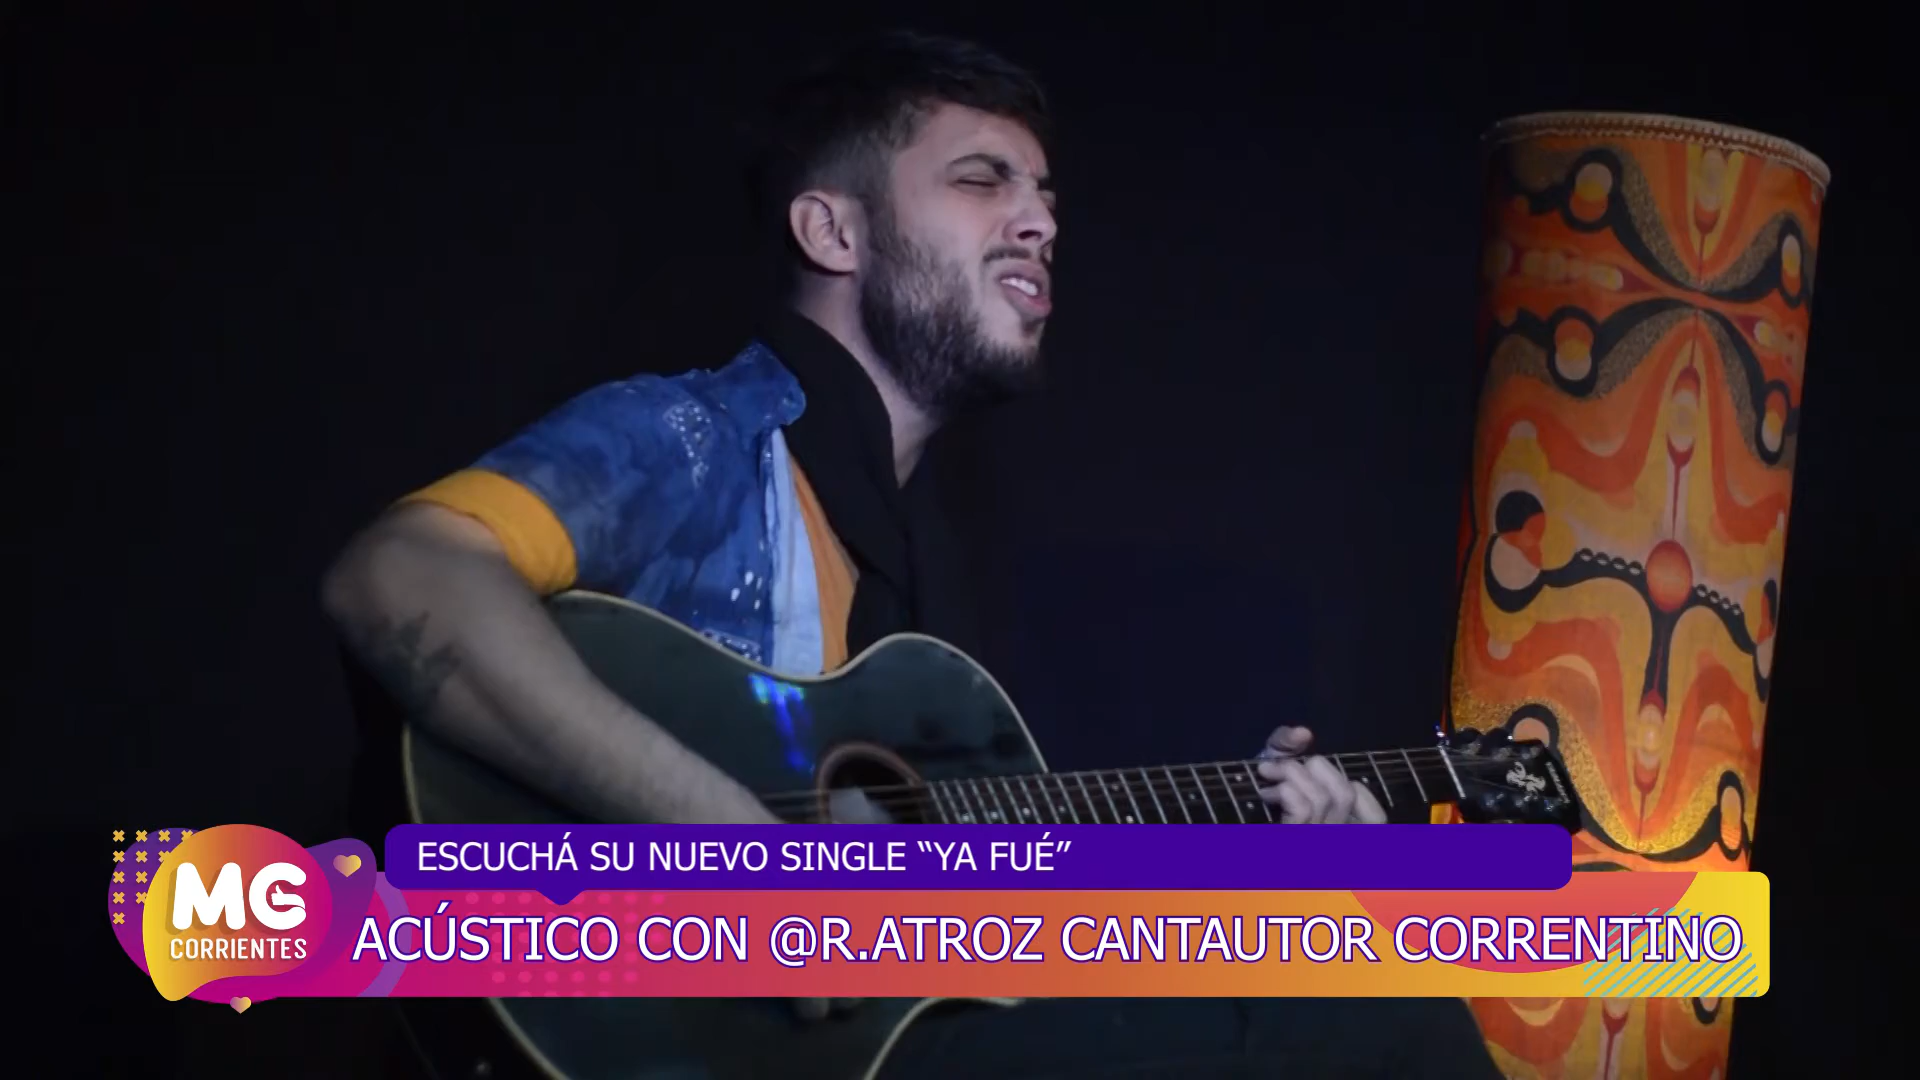 ESCUCHÁ SU NUEVO SINGLE “YA FUÉ”
MG
CORRIENTES
ACÚSTICO CON @R.ATROZ CANTAUTOR CORRENTINO